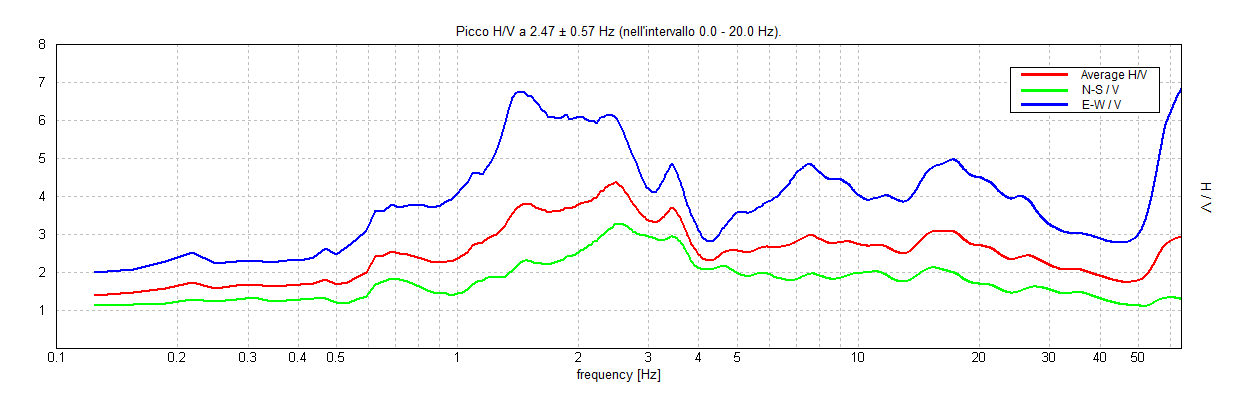 Picco H/V a 2.47 ± 0.57 Hz (nell'intervallo 0.0 - 20.0 Hz).
8
7
6
5
4
3
2
1
Average H/V
N-S / V
E-W / V
H / V
0.1 0.2 0.3 0.4 0.5 1 2 3 4 5 10 20 30 40 50
frequency [Hz]